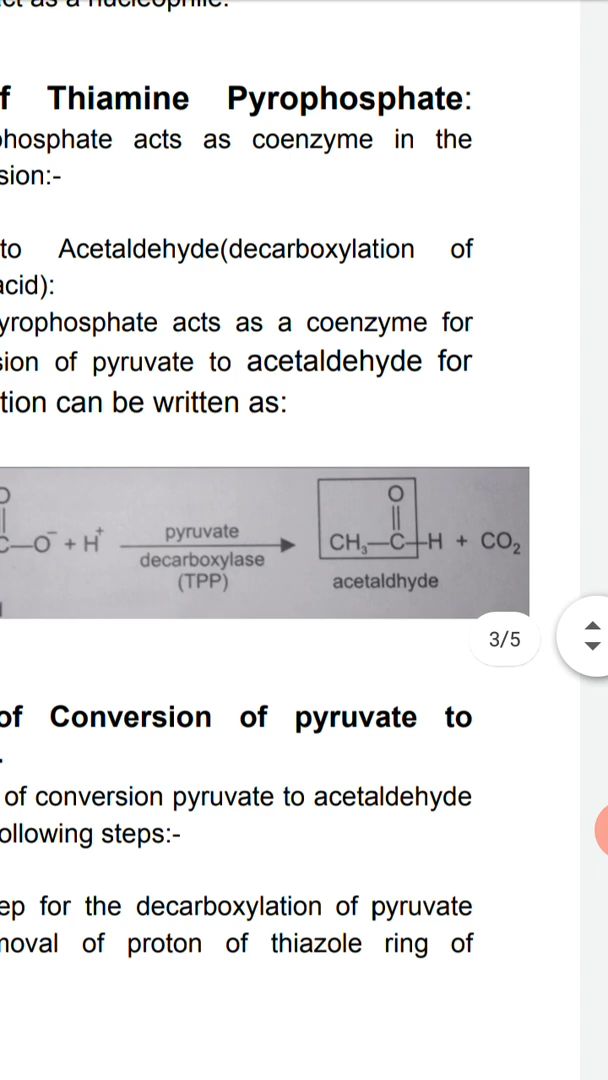 f Thiamine Pyrophosphate:
phosphate acts as coenzyme in the
sion:-
to Acetaldehyde(decarboxylation of
acid):
yrophosphate acts as a coenzyme for
sion of pyruvate to acetaldehyde for
tion can be written as:
O
O
C–O⁻ + H⁺ pyruvate CH₃–C–H + CO₂
decarboxylase
(TPP) acetaldhyde
3/5
of Conversion of pyruvate to
.
of conversion pyruvate to acetaldehyde
ollowing steps:-
ep for the decarboxylation of pyruvate
noval of proton of thiazole ring of